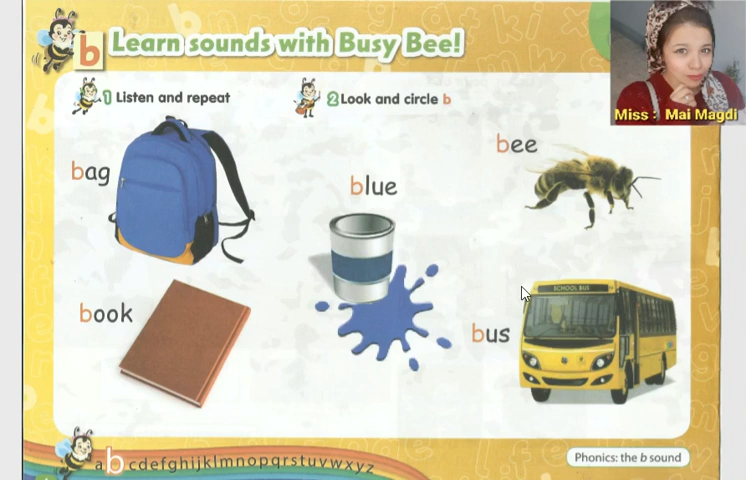 b Learn sounds with Busy Bee!
Miss : Mai Magdi
1 Listen and repeat
2 Look and circle b
bag
blue
bee
book
bus
SCHOOL BUS
a b c d e f g h i j k l m n o p q r s t u v w x y z
Phonics: the b sound